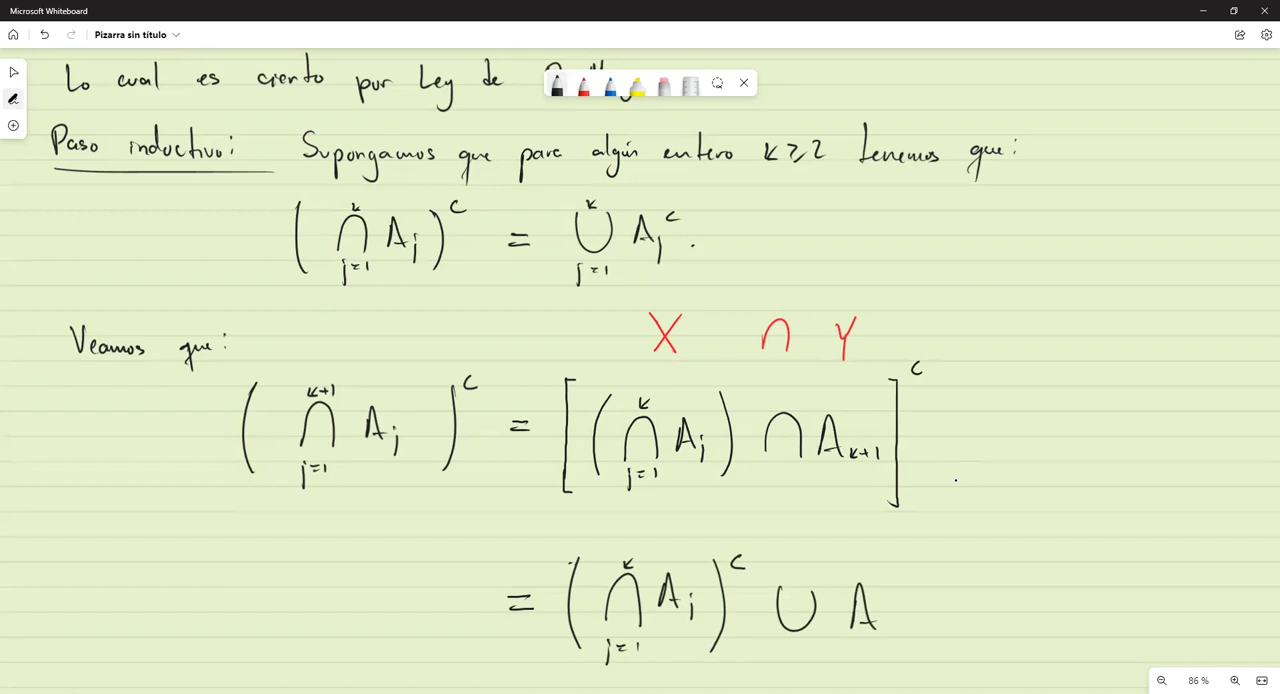 Microsoft Whiteboard
Pizarra sin título
Lo cual es cierto por Ley de
Paso inductivo: Supongamos que para algún entero k ≥ 2 tenemos que:
(⋂_{j=1}^{k} A_j)^c = ⋃_{j=1}^{k} A_j^c.
X ∩ Y
Veamos que:
(⋂_{j=1}^{k+1} A_j)^c = [(⋂_{j=1}^{k} A_j) ∩ A_{k+1}]^c
= (⋂_{j=1}^{k} A_j)^c ∪ A
86 %